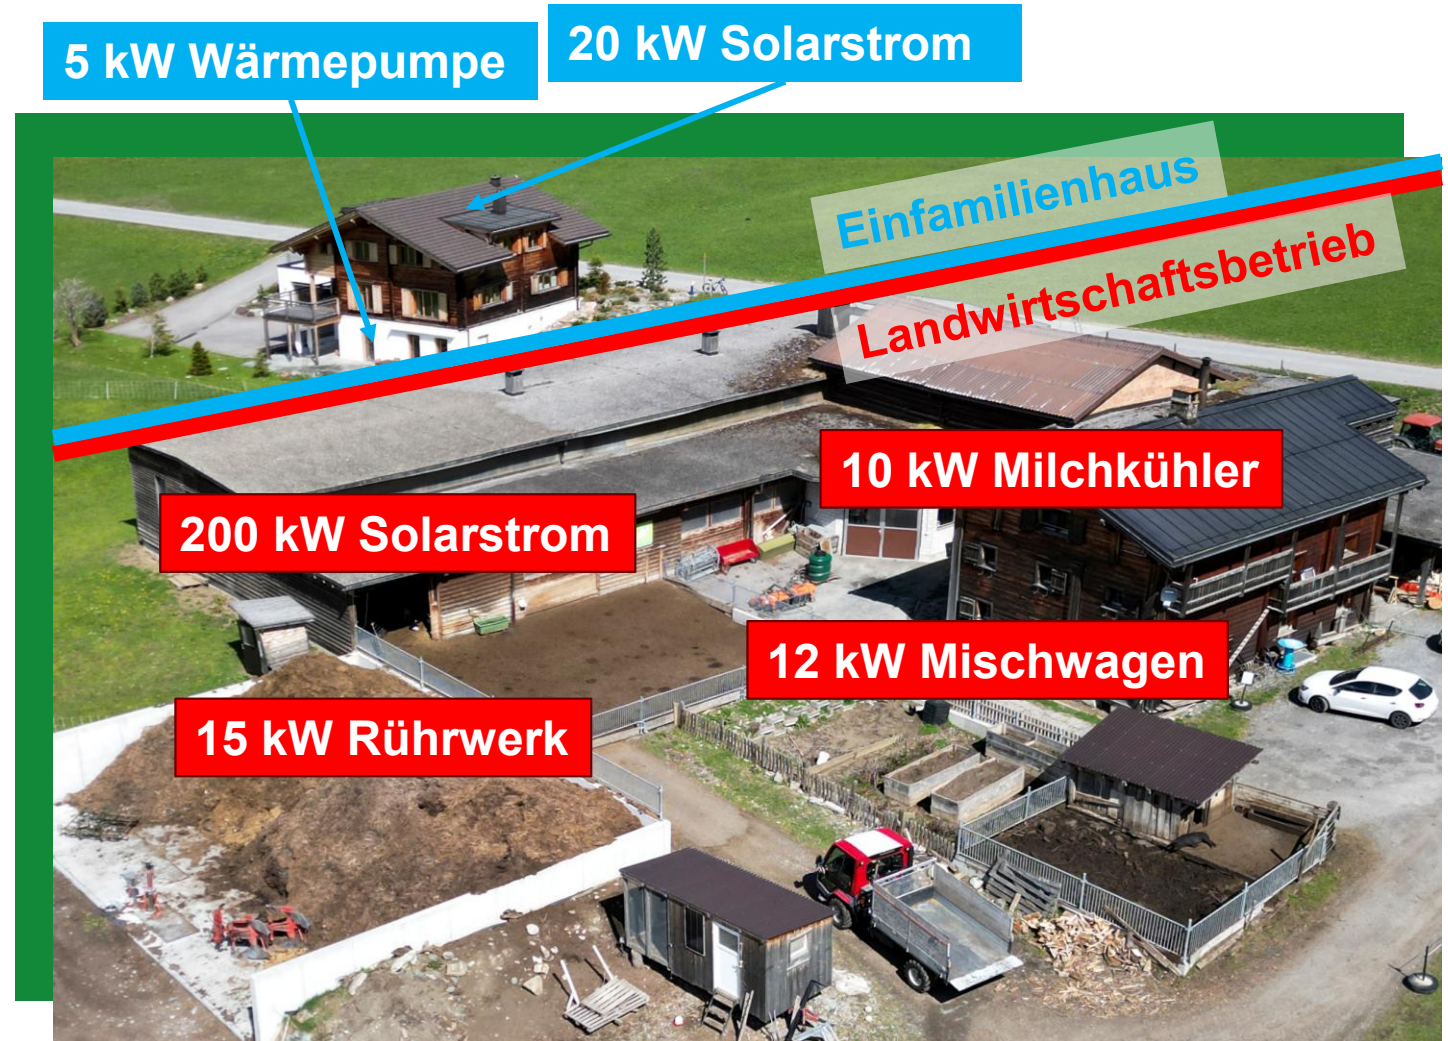 5 kW Wärmepumpe
20 kW Solarstrom
Einfamilienhaus
Landwirtschaftsbetrieb
10 kW Milchkühler
200 kW Solarstrom
12 kW Mischwagen
15 kW Rührwerk